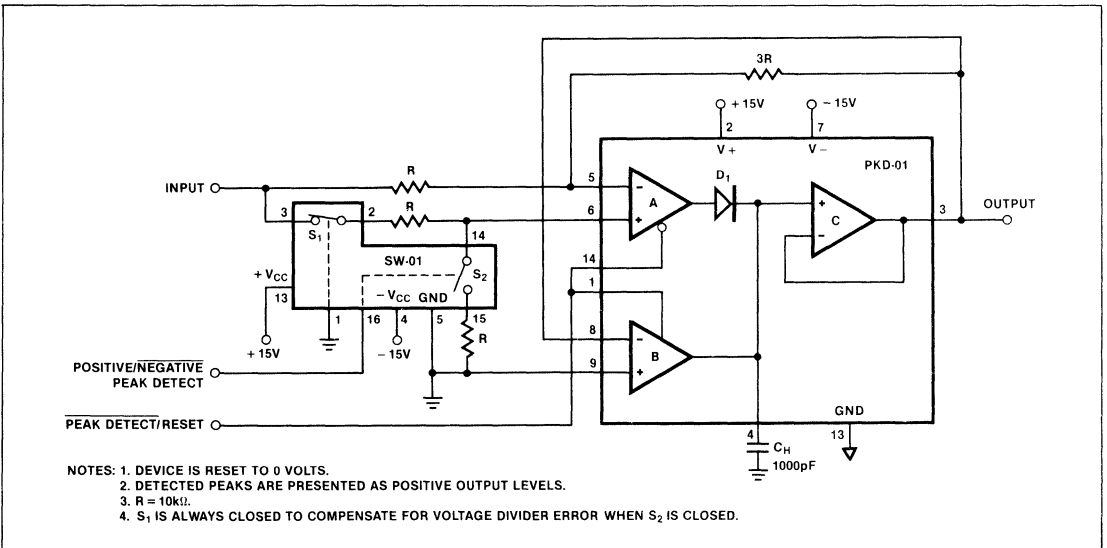 3R
+ 15V
- 15V
2
7
V +
V -
PKD-01
R
D1
INPUT
5
-
A
+
C
3
OUTPUT
3
2
R
6
+
-
S1
14
SW-01
S2
14
+ VCC
13
- VCC
GND
1
1
16
4
5
15
R
8
-
B
+ 15V
- 15V
9
+
POSITIVE/NEGATIVE
PEAK DETECT
PEAK DETECT/RESET
GND
4
13
CH
1000pF
NOTES: 1. DEVICE IS RESET TO 0 VOLTS.
2. DETECTED PEAKS ARE PRESENTED AS POSITIVE OUTPUT LEVELS.
3. R = 10kΩ.
4. S1 IS ALWAYS CLOSED TO COMPENSATE FOR VOLTAGE DIVIDER ERROR WHEN S2 IS CLOSED.